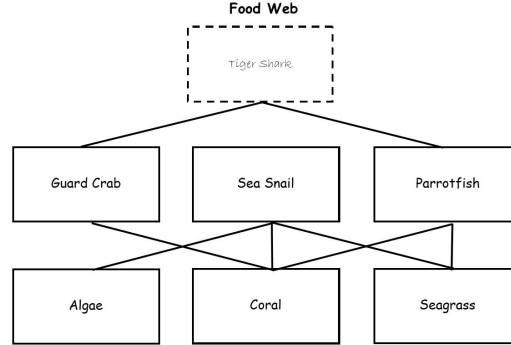 Food Web
Tiger Shark
Guard Crab
Sea Snail
Parrotfish
Algae
Coral
Seagrass